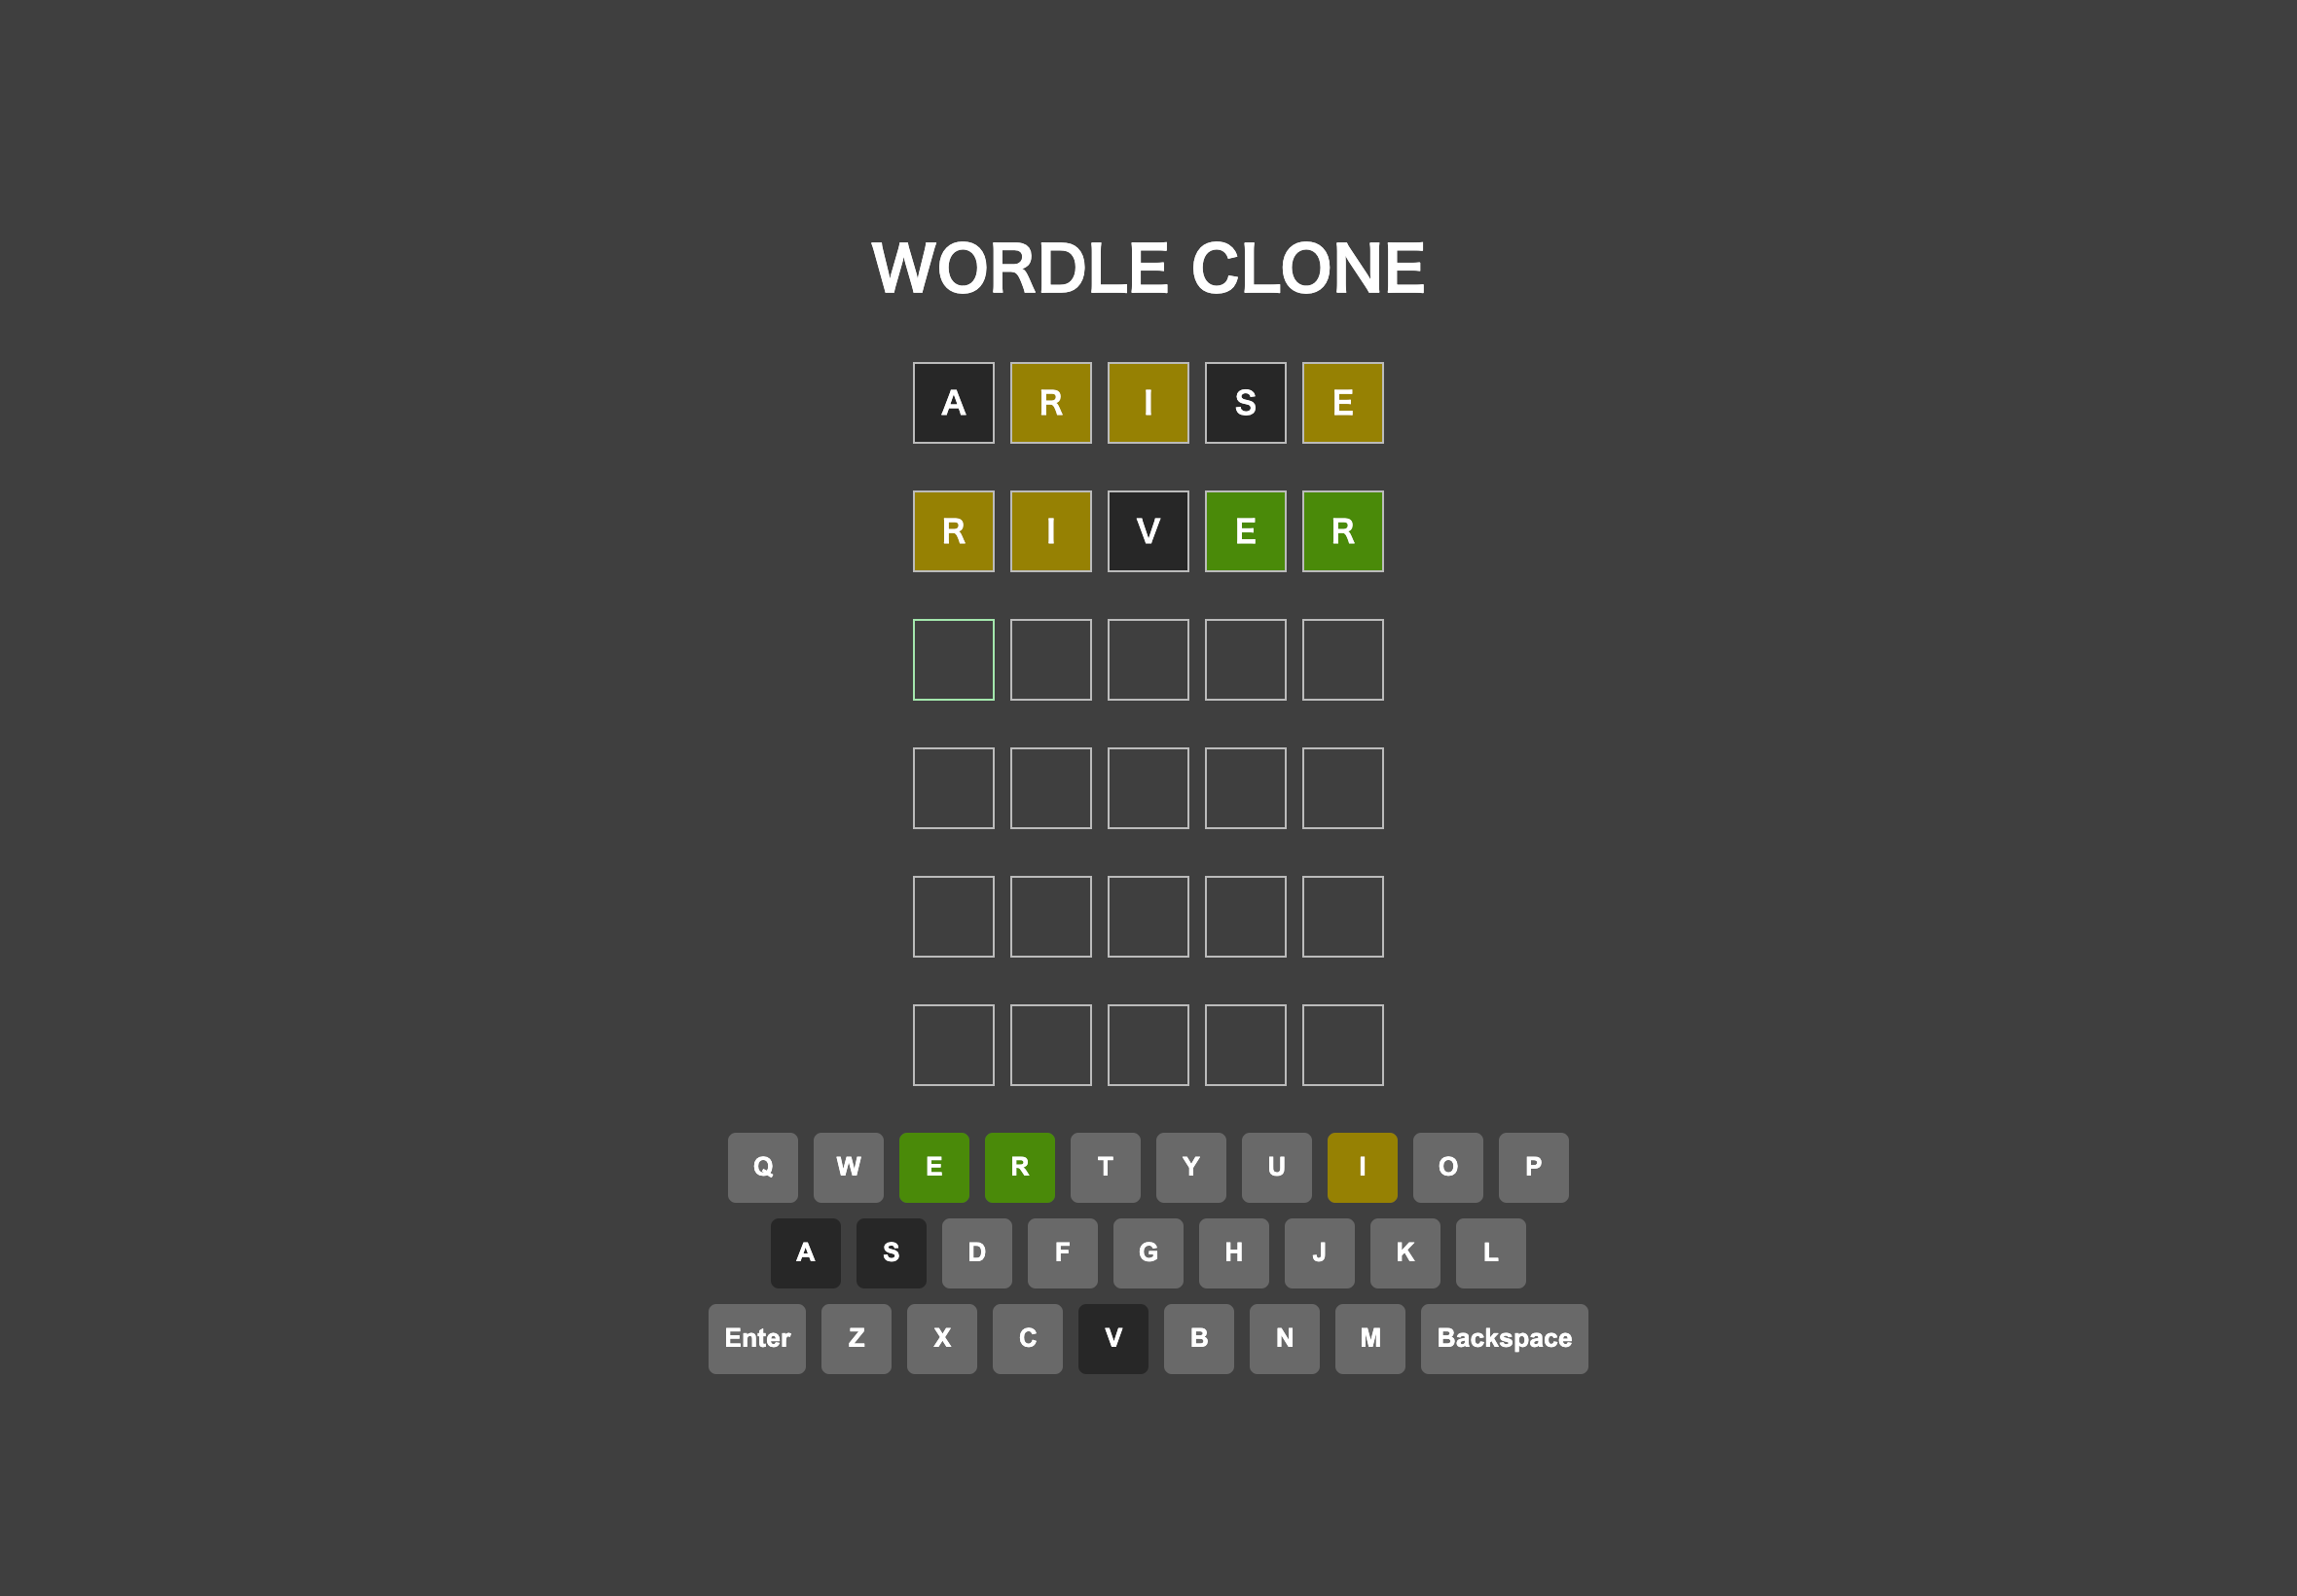 WORDLE CLONE
A R I S E
R I V E R
Q W E R T Y U I O P
A S D F G H J K L
Enter Z X C V B N M Backspace